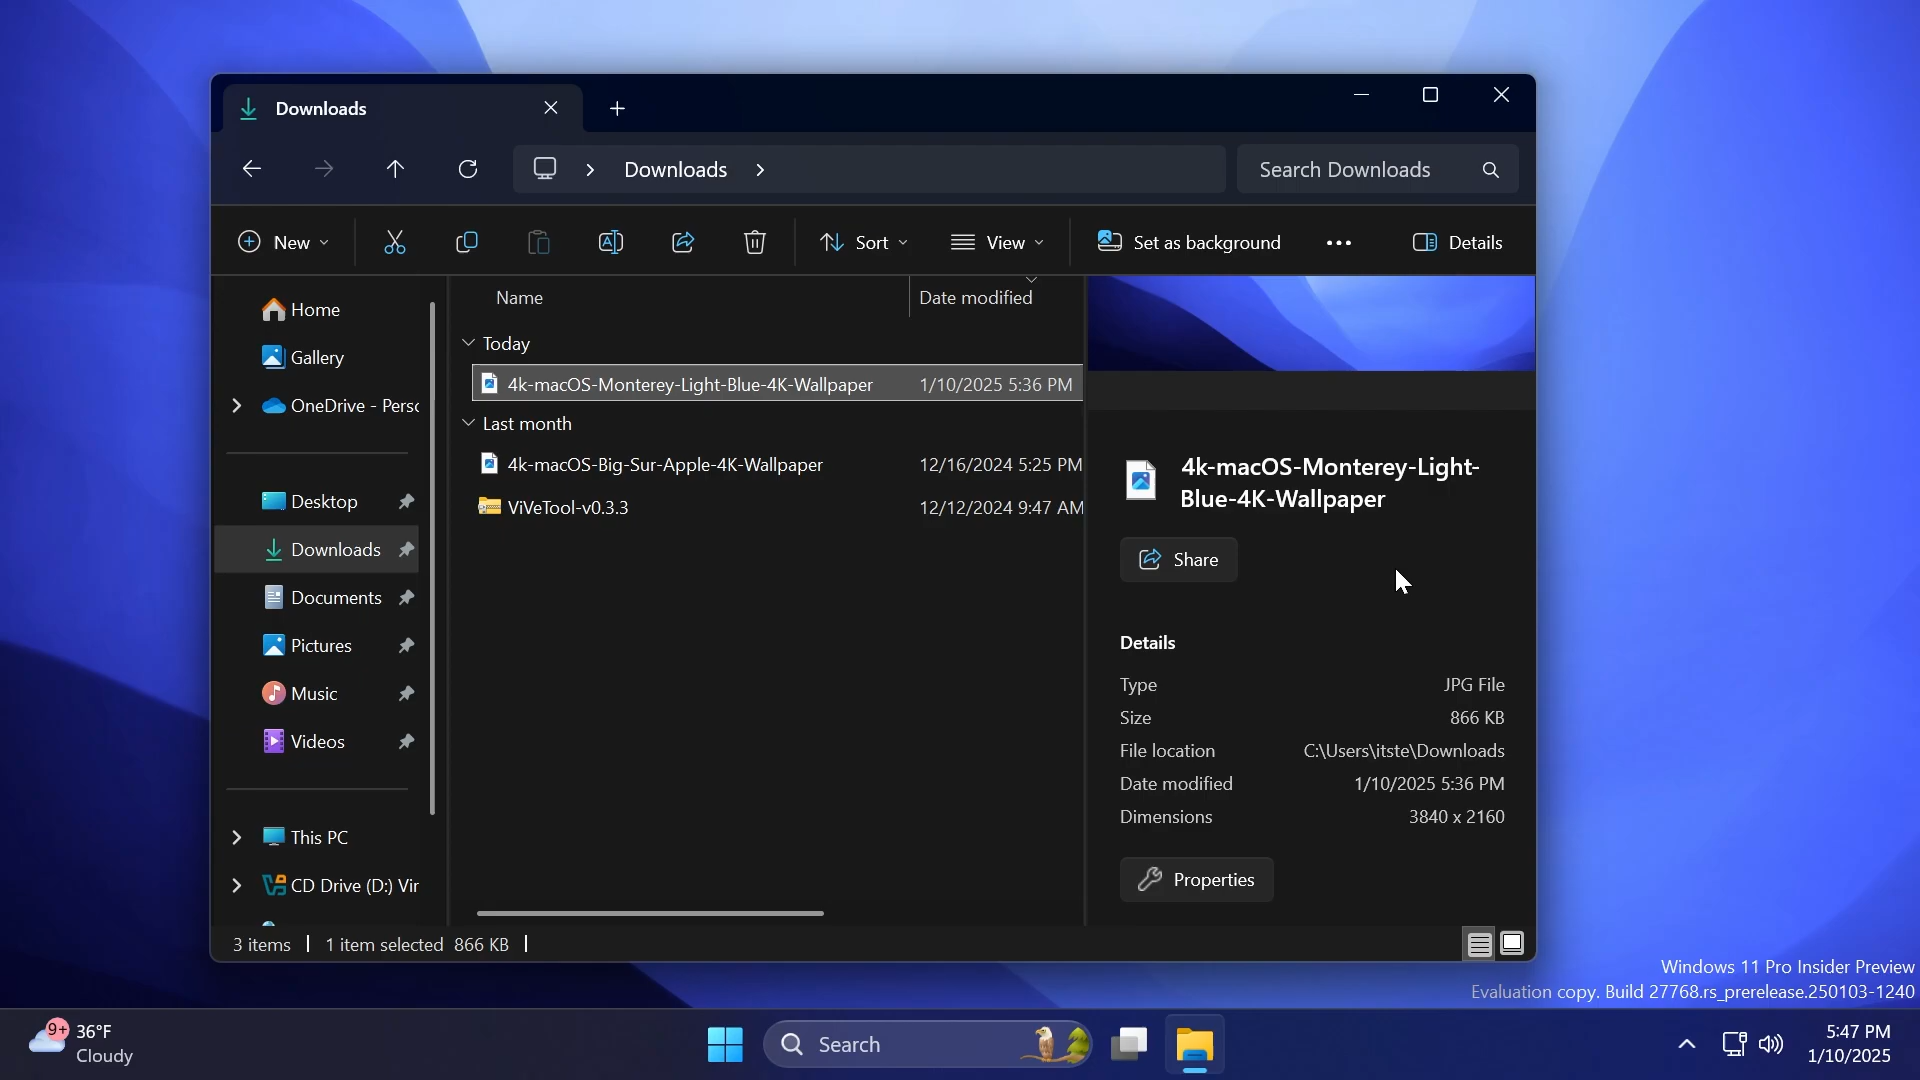 Downloads
Downloads
Search Downloads
New
Sort
View
Set as background
Details
Home
Gallery
OneDrive - Perso
Desktop
Downloads
Documents
Pictures
Music
Videos
This PC
CD Drive (D:) Vir
Name Date modified
Today
4k-macOS-Monterey-Light-Blue-4K-Wallpaper 1/10/2025 5:36 PM
Last month
4k-macOS-Big-Sur-Apple-4K-Wallpaper 12/16/2024 5:25 PM
ViVeTool-v0.3.3 12/12/2024 9:47 AM
4k-macOS-Monterey-Light-
Blue-4K-Wallpaper
Share
Details
Type JPG File
Size 866 KB
File location C:\Users\itste\Downloads
Date modified 1/10/2025 5:36 PM
Dimensions 3840 x 2160
Properties
3 items 1 item selected 866 KB
Windows 11 Pro Insider Preview
Evaluation copy. Build 27768.rs_prerelease.250103-1240
9+
36°F
Cloudy
Search
5:47 PM
1/10/2025